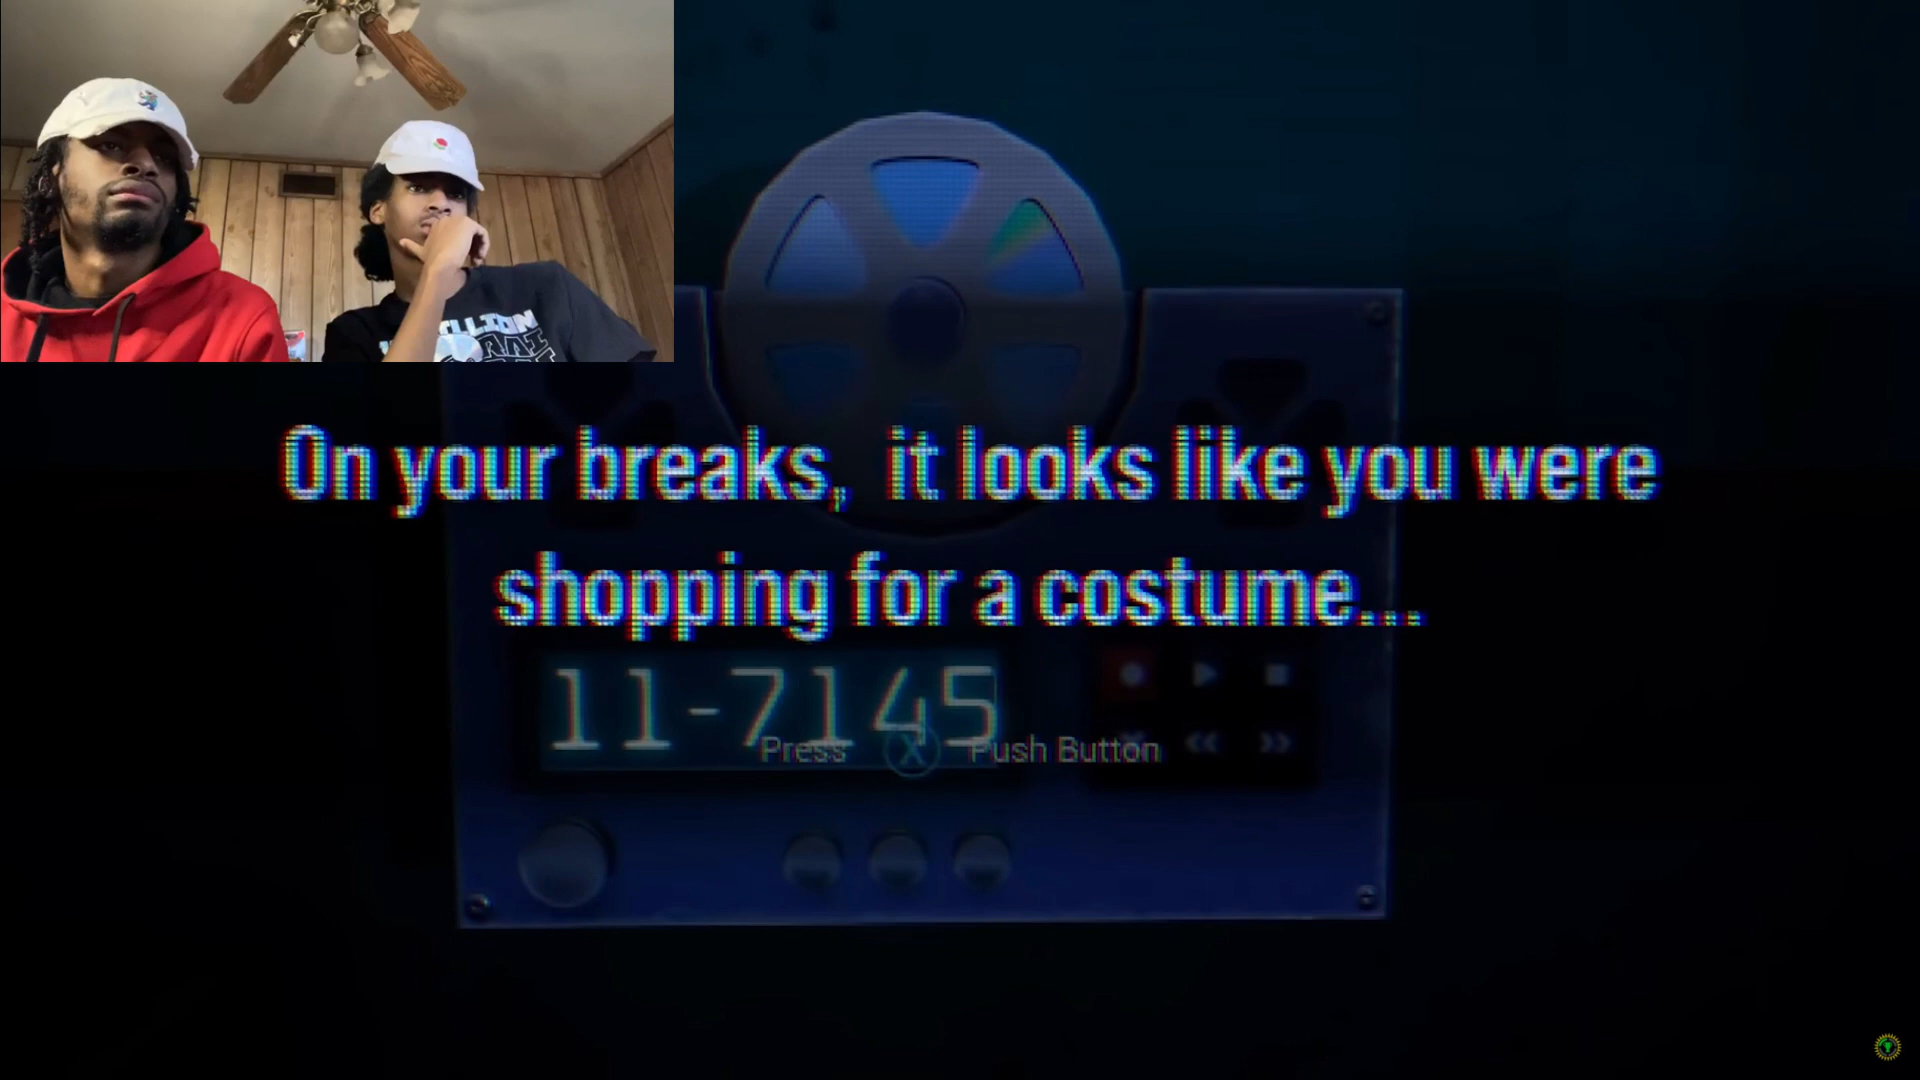 On your breaks, it looks like you were
shopping for a costume...
11-7145
Press X Push Button